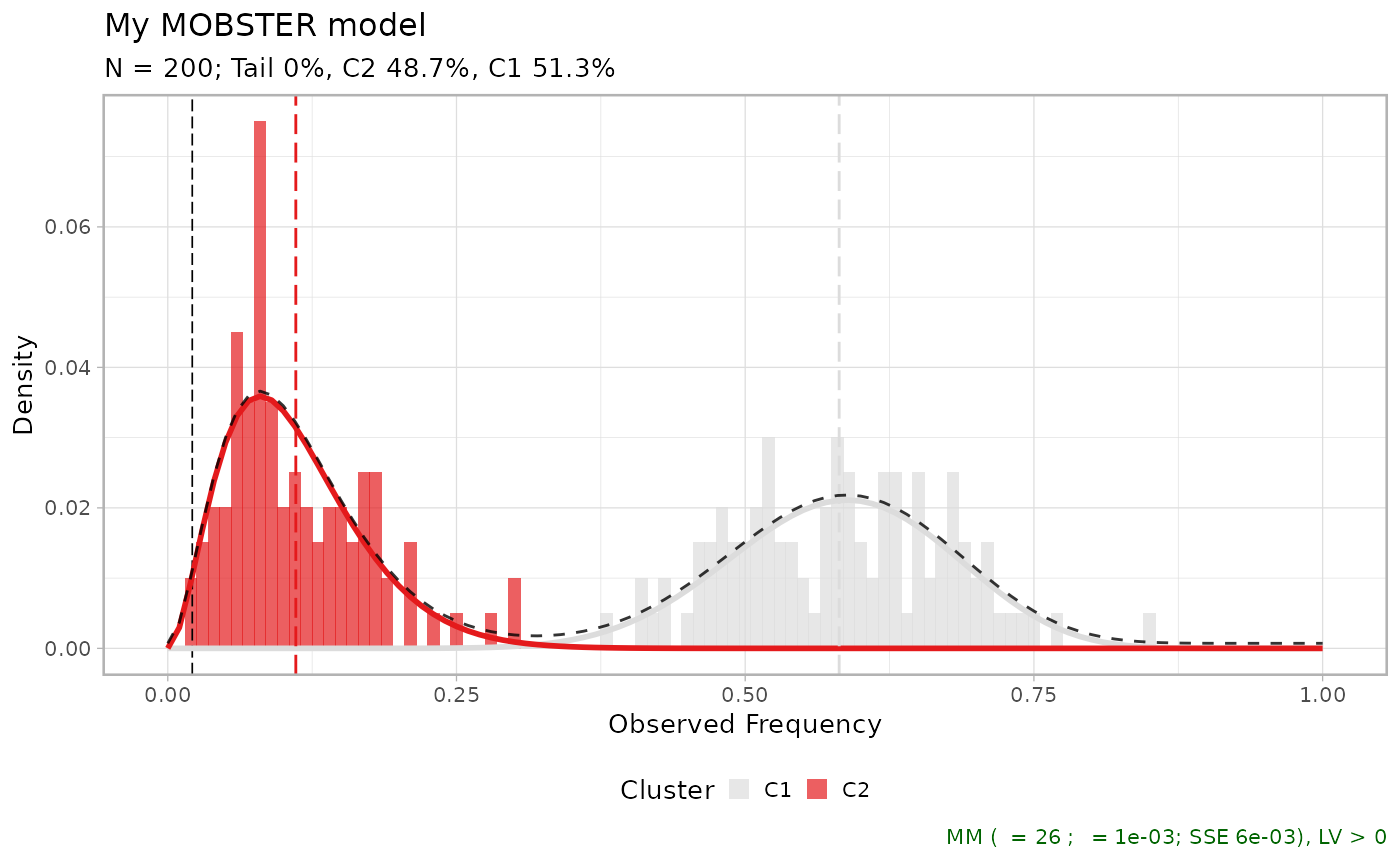 My MOBSTER model
N = 200; Tail 0%, C2 48.7%, C1 51.3%
Density
0.06
0.04
0.02
0.00
0.00 0.25 0.50 0.75 1.00
Observed Frequency
Cluster C1 C2
MM (  = 26 ;   = 1e-03; SSE 6e-03), LV > 0